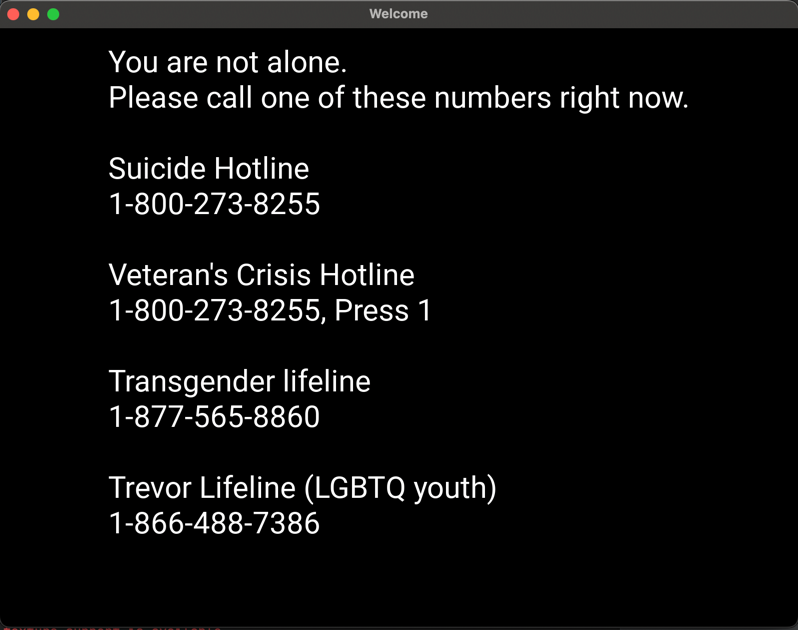 Welcome
You are not alone.
Please call one of these numbers right now.
Suicide Hotline
1-800-273-8255
Veteran's Crisis Hotline
1-800-273-8255, Press 1
Transgender lifeline
1-877-565-8860
Trevor Lifeline (LGBTQ youth)
1-866-488-7386